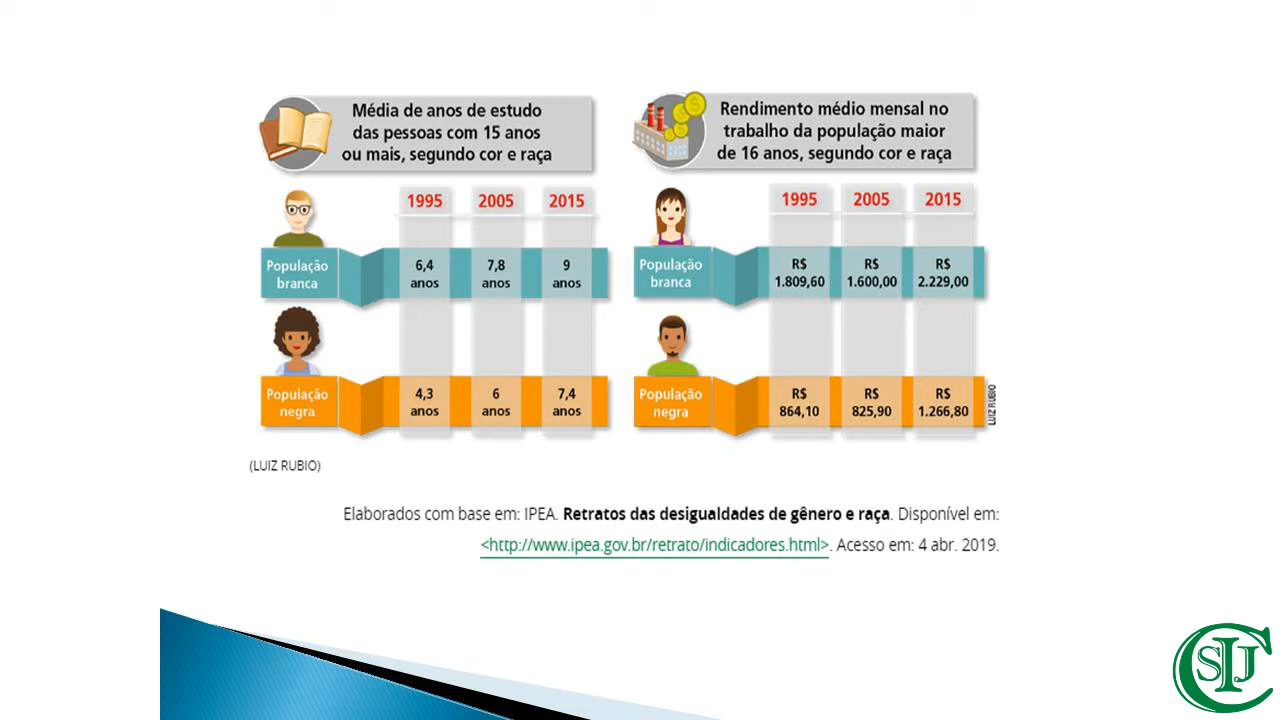 Média de anos de estudo
das pessoas com 15 anos
ou mais, segundo cor e raça
1995 2005 2015
População
branca
6,4
anos
7,8
anos
9
anos
População
negra
4,3
anos
6
anos
7,4
anos
Rendimento médio mensal no
trabalho da população maior
de 16 anos, segundo cor e raça
1995 2005 2015
População
branca
R$
1.809,60
R$
1.600,00
R$
2.229,00
População
negra
R$
864,10
R$
825,90
R$
1.266,80
LUIZ RUBIO
(LUIZ RUBIO)
Elaborados com base em: IPEA. Retratos das desigualdades de gênero e raça. Disponível em:
<http://www.ipea.gov.br/retrato/indicadores.html>. Acesso em: 4 abr. 2019.
CSIJ